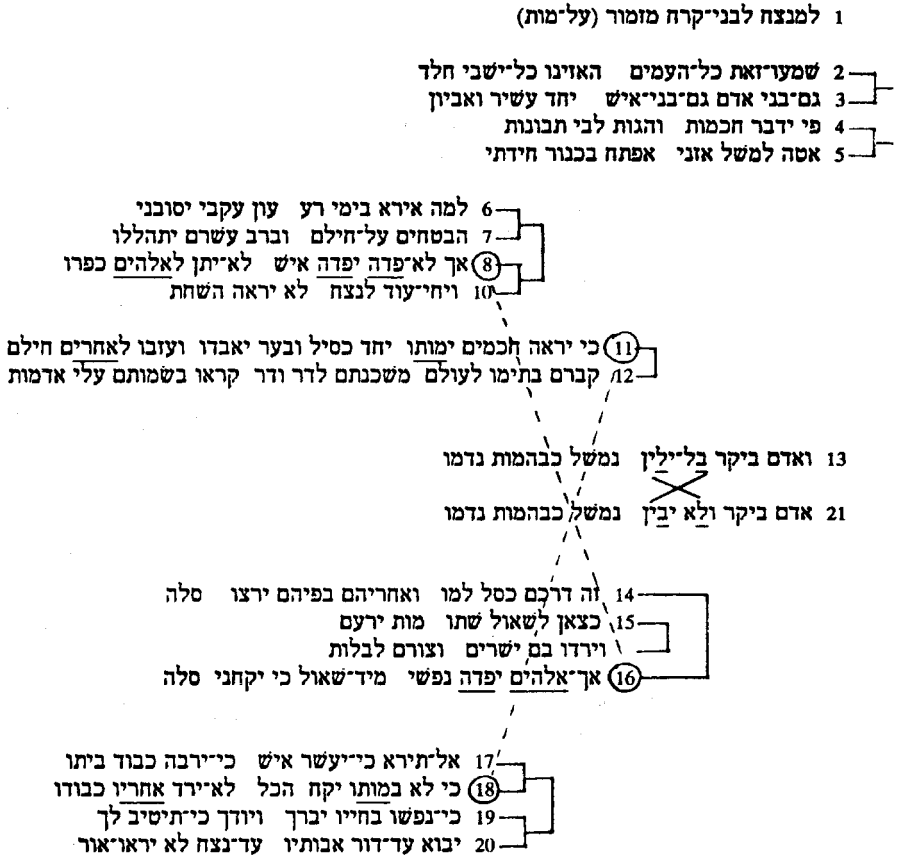 1 למנצח לבני־קרח מזמור (על־מות)
2 שמעו־זאת כל־העמים האזינו כל־ישבי חלד
3 גם־בני אדם גם־בני־איש יחד עשיר ואביון
4 פי ידבר חכמות והגות לבי תבונות
5 אטה למשל אזני אפתח בכנור חידתי
6 למה אירא בימי רע עון עקבי יסובני
7 הבטחים על־חילם וברב עשרם יתהללו
8 אך לא־פדה יפדה איש לא־יתן לאלהים כפרו
10 ויחי־עוד לנצח לא יראה השחת
11 כי יראה חכמים ימותו יחד כסיל ובער יאבדו ועזבו לאחרים חילם
12 קברם בתימו לעולם משכנתם לדר ודר קראו בשמותם עלי אדמות
13 ואדם ביקר בל־ילין נמשל כבהמות נדמו
21 אדם ביקר ולא יבין נמשל כבהמות נדמו
14 זה דרכם כסל למו ואחריהם בפיהם ירצו סלה
15 כצאן לשאול שתו מות ירעם
וירדו בם ישרים וצורם לבלות
16 אך־אלהים יפדה נפשי מיד־שאול כי יקחני סלה
17 אל־תירא כי־יעשר איש כי־ירבה כבוד ביתו
18 כי לא במותו יקח הכל לא־ירד אחריו כבודו
19 כי־נפשו בחייו יברך ויודך כי־תיטיב לך
20 יבוא עד־דור אבותיו עד־נצח לא יראו־אור